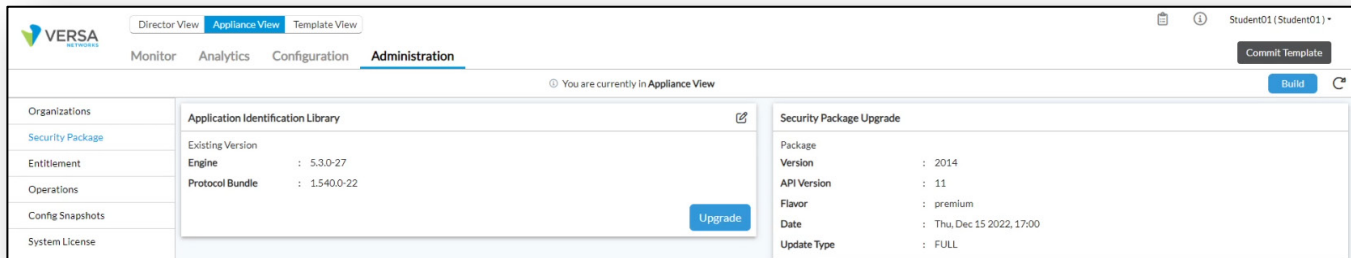 VERSA
NETWORKS
Director View Appliance View Template View
Student01 (Student01)
Monitor Analytics Configuration Administration
Commit Template
You are currently in Appliance View
Build
Organizations
Security Package
Entitlement
Operations
Config Snapshots
System License
Application Identification Library
Existing Version
Engine : 5.3.0-27
Protocol Bundle : 1.540.0-22
Upgrade
Security Package Upgrade
Package
Version : 2014
API Version : 11
Flavor : premium
Date : Thu, Dec 15 2022, 17:00
Update Type : FULL